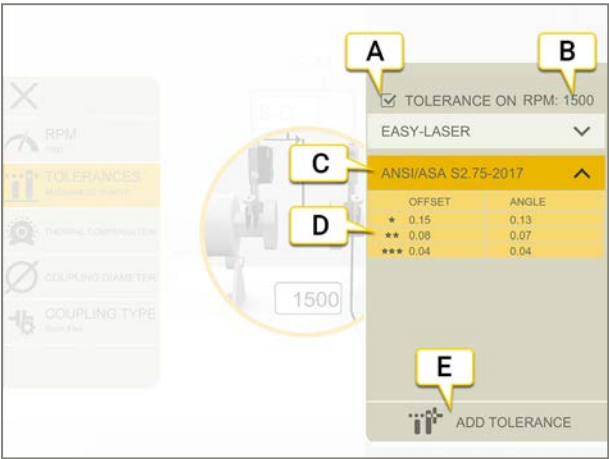 A
B
TOLERANCE ON RPM: 1500
RPM
EASY-LASER
TOLERANCES
C
ANSI/ASA S2.75-2017
OFFSET ANGLE
★ 0.15 0.13
D
★★ 0.08 0.07
★★★ 0.04 0.04
THERMAL COMPENSATION
COUPLING DIAMETER
1500
COUPLING TYPE
E
ADD TOLERANCE